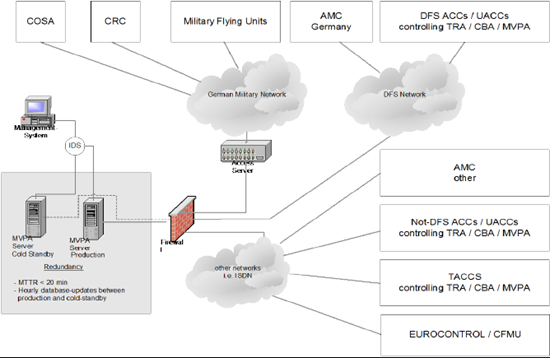 COSA
CRC
Military Flying Units
AMC
Germany
DFS ACCs / UACCs
controlling TRA / CBA / MVPA
German Military Network
DFS Network
Management-
System
IDS
Access
Server
MVPA
Server
Cold Standby
MVPA
Server
Production
Redundancy
- MTTR < 20 min
- Hourly database-updates between
production and cold-standby
Firewal
l
other networks
i.e. ISDN
AMC
other
Not-DFS ACCs / UACCs
controlling TRA / CBA / MVPA
TACCS
controlling TRA / CBA / MVPA
EUROCONTROL / CFMU